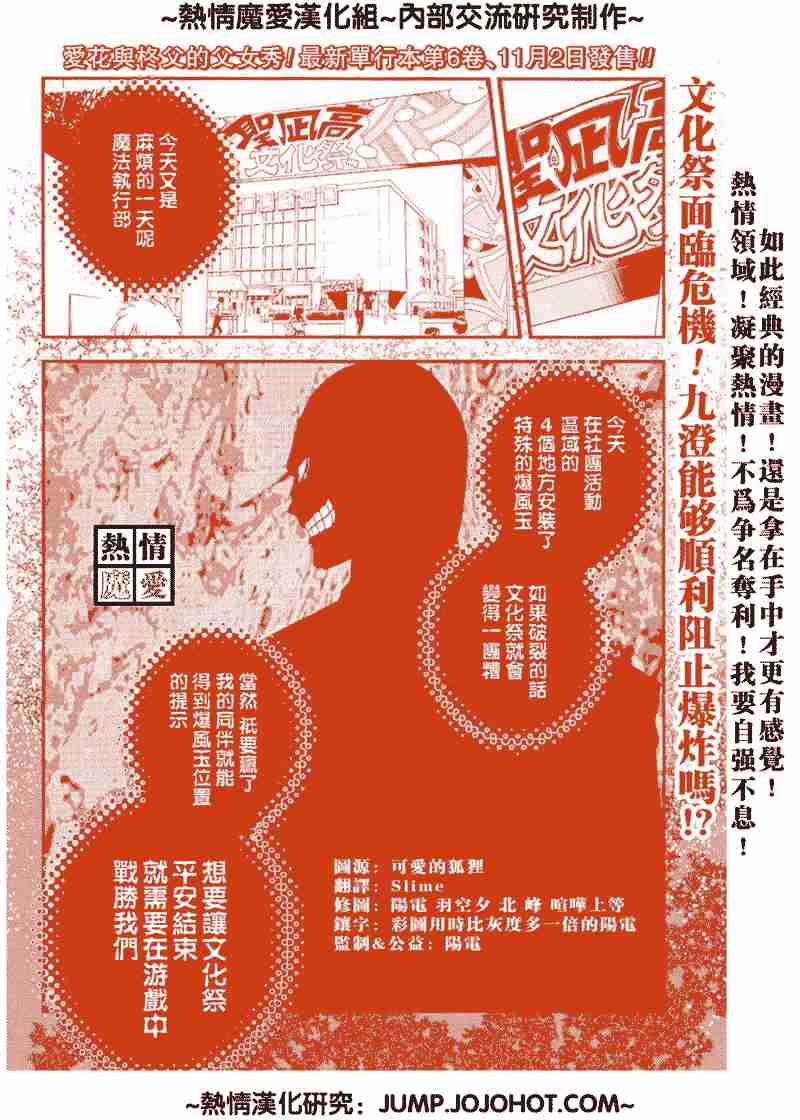 ~熱情魔愛漢化組~內部交流研究制作~
愛花與柊父的父女秀！最新單行本第6卷、11月2日發售!!
聖凪高
文化祭
聖凪高
文化祭
今天又是
麻煩的一天呢
魔法執行部
文化祭面臨危機！九澄能够順利阻止爆炸嗎!?
如此經典的漫畫！還是拿在手中才更有感覺！
熱情領域！凝聚熱情！不爲争名奪利！我要自强不息！
今天
在社團活動
區域的
4個地方安裝了
特殊的爆風玉
如果破裂的話
文化祭就會
變得一團糟
熱情
魔愛
當然 祇要贏了
我的同伴就能
得到爆風玉位置
的提示
想要讓文化祭
平安結束
就需要在游戲中
戰勝我們
圖源：可愛的狐狸
翻譯：Slime
修圖：陽電 羽空夕 北 峰 喧嘩上等
鑲字：彩圖用時比灰度多一倍的陽電
監制&公益：陽電
~熱情漢化研究：JUMP.JOJOHOT.COM~